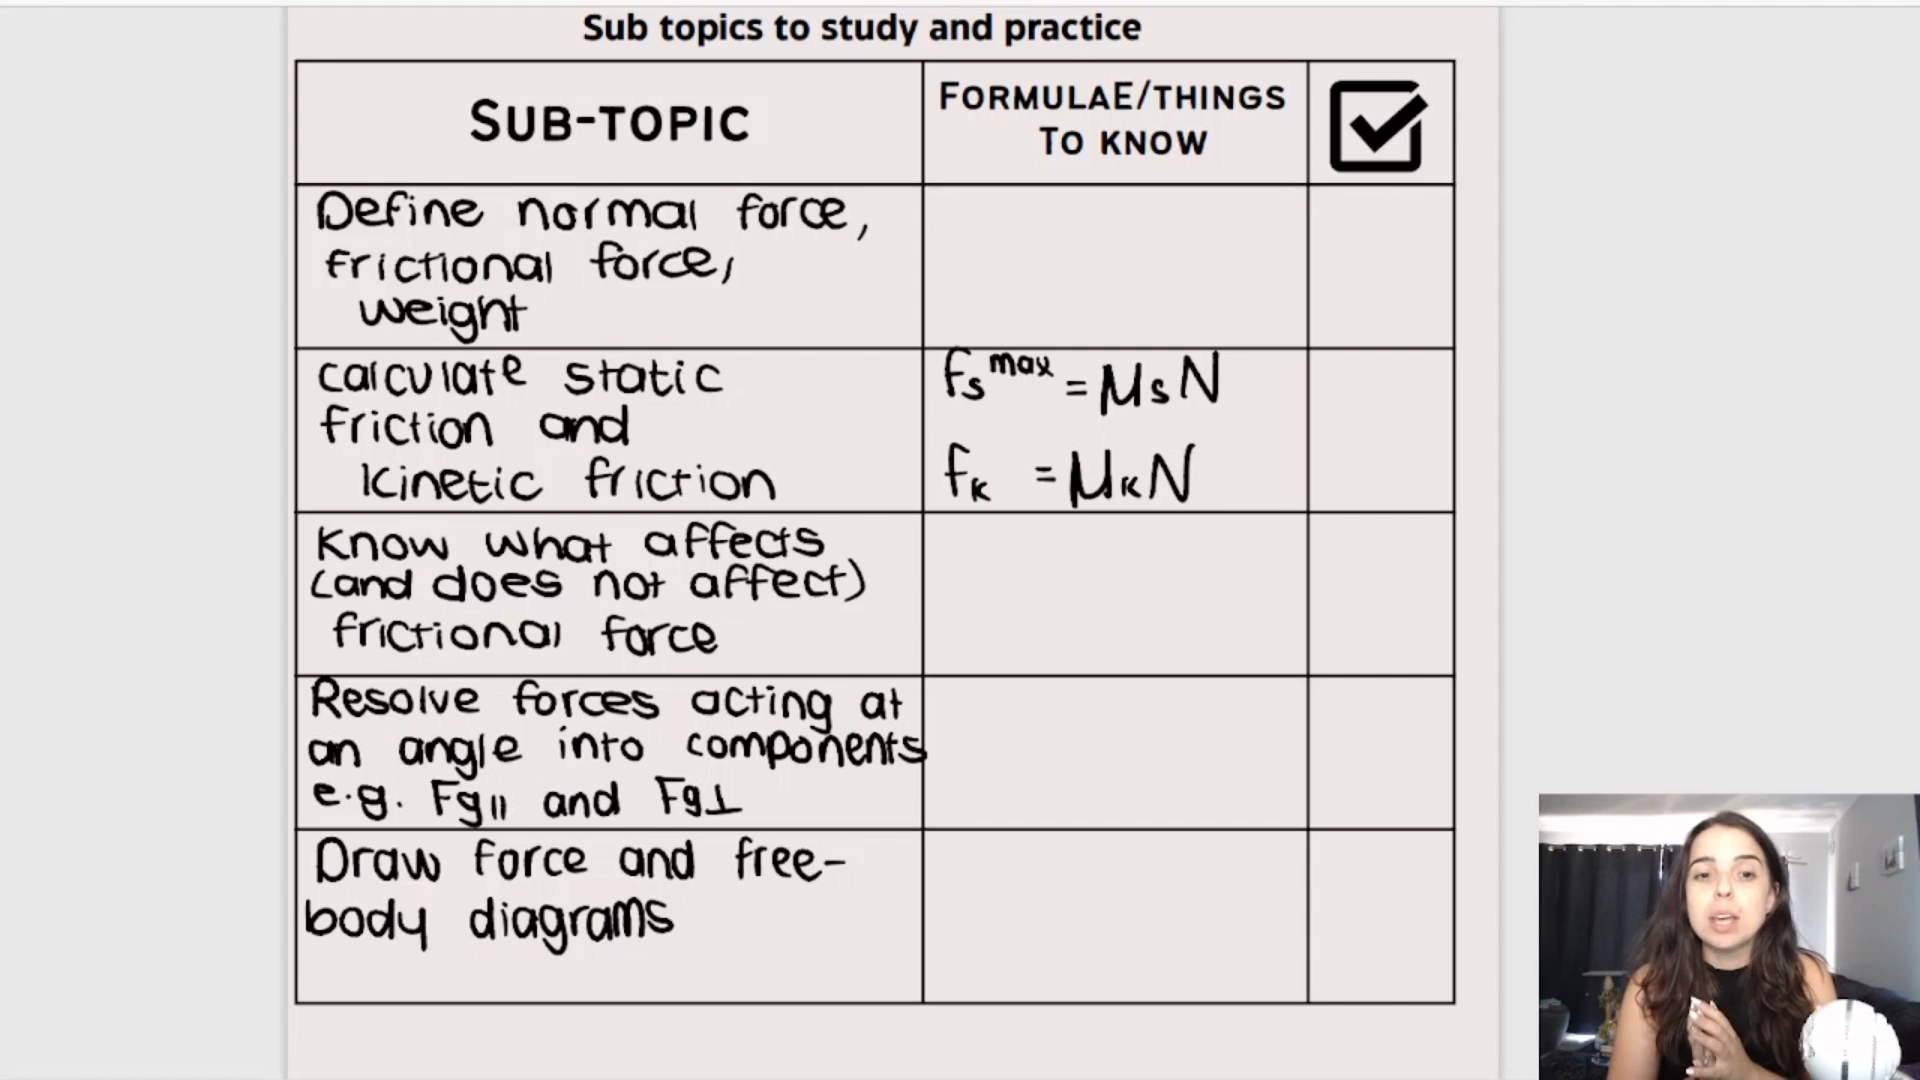 Sub topics to study and practice
SUB-TOPIC
FORMULAE/THINGS
TO KNOW
Define normal force,
frictional force,
weight
calculate static
friction and
kinetic friction
fs max = μs N
fk = μk N
Know what affects
(and does not affect)
frictional force
Resolve forces acting at
an angle into components
e.g. Fg|| and Fg⊥
Draw force and free-
body diagrams